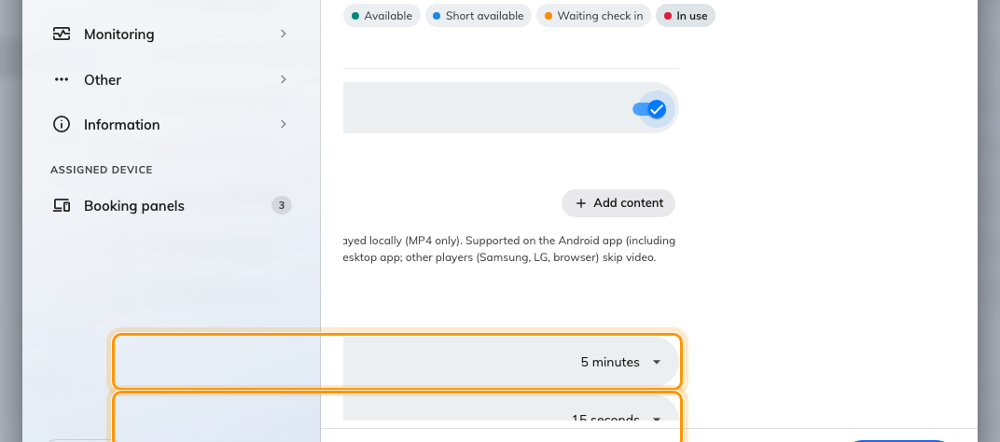 Available
Short available
Waiting check in
In use
Monitoring
Other
Information
ASSIGNED DEVICE
Booking panels
3
Add content
ayed locally (MP4 only). Supported on the Android app (including
esktop app; other players (Samsung, LG, browser) skip video.
5 minutes
15 seconds